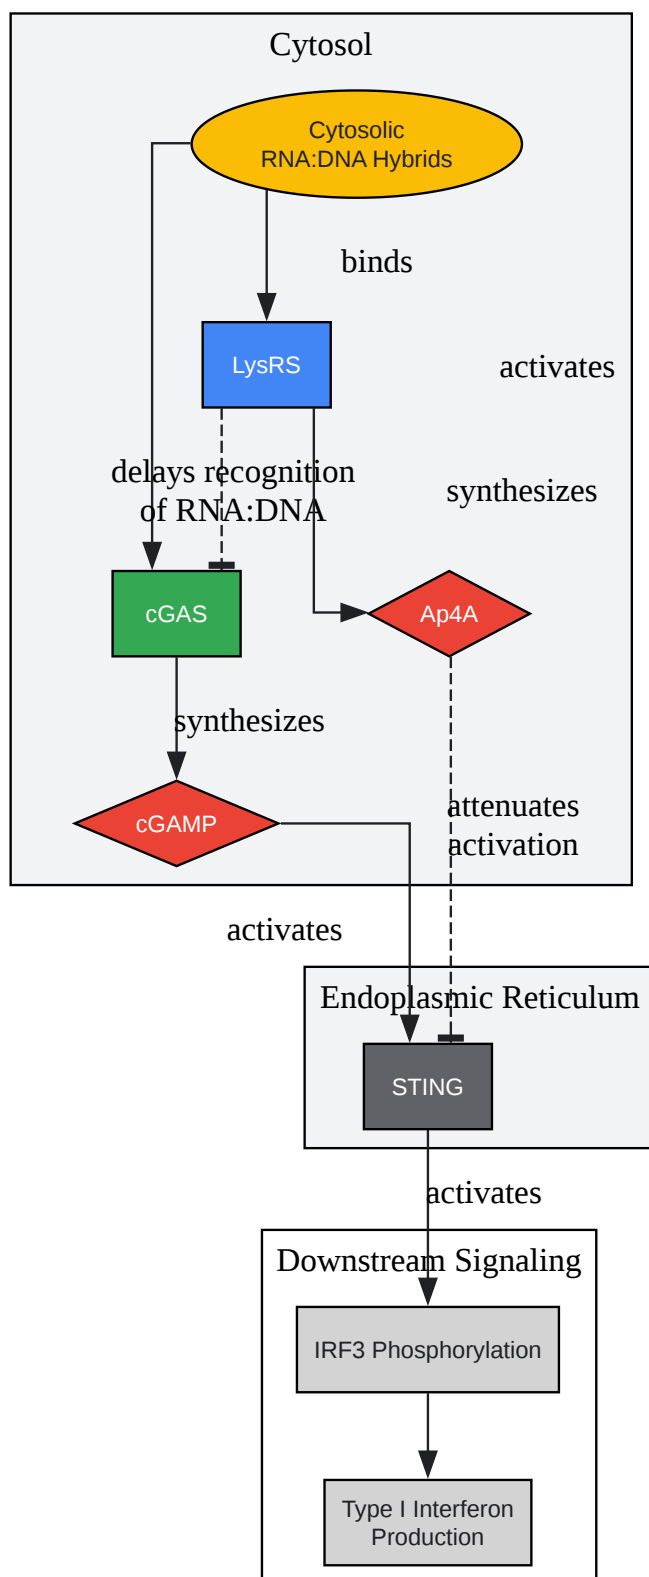 Cytosol
Cytosolic
RNA:DNA Hybrids
binds
LysRS
activates
delays recognition
of RNA:DNA
synthesizes
cGAS
Ap4A
synthesizes
cGAMP
attenuates
activation
activates
Endoplasmic Reticulum
STING
activates
Downstream Signaling
IRF3 Phosphorylation
Type I Interferon
Production